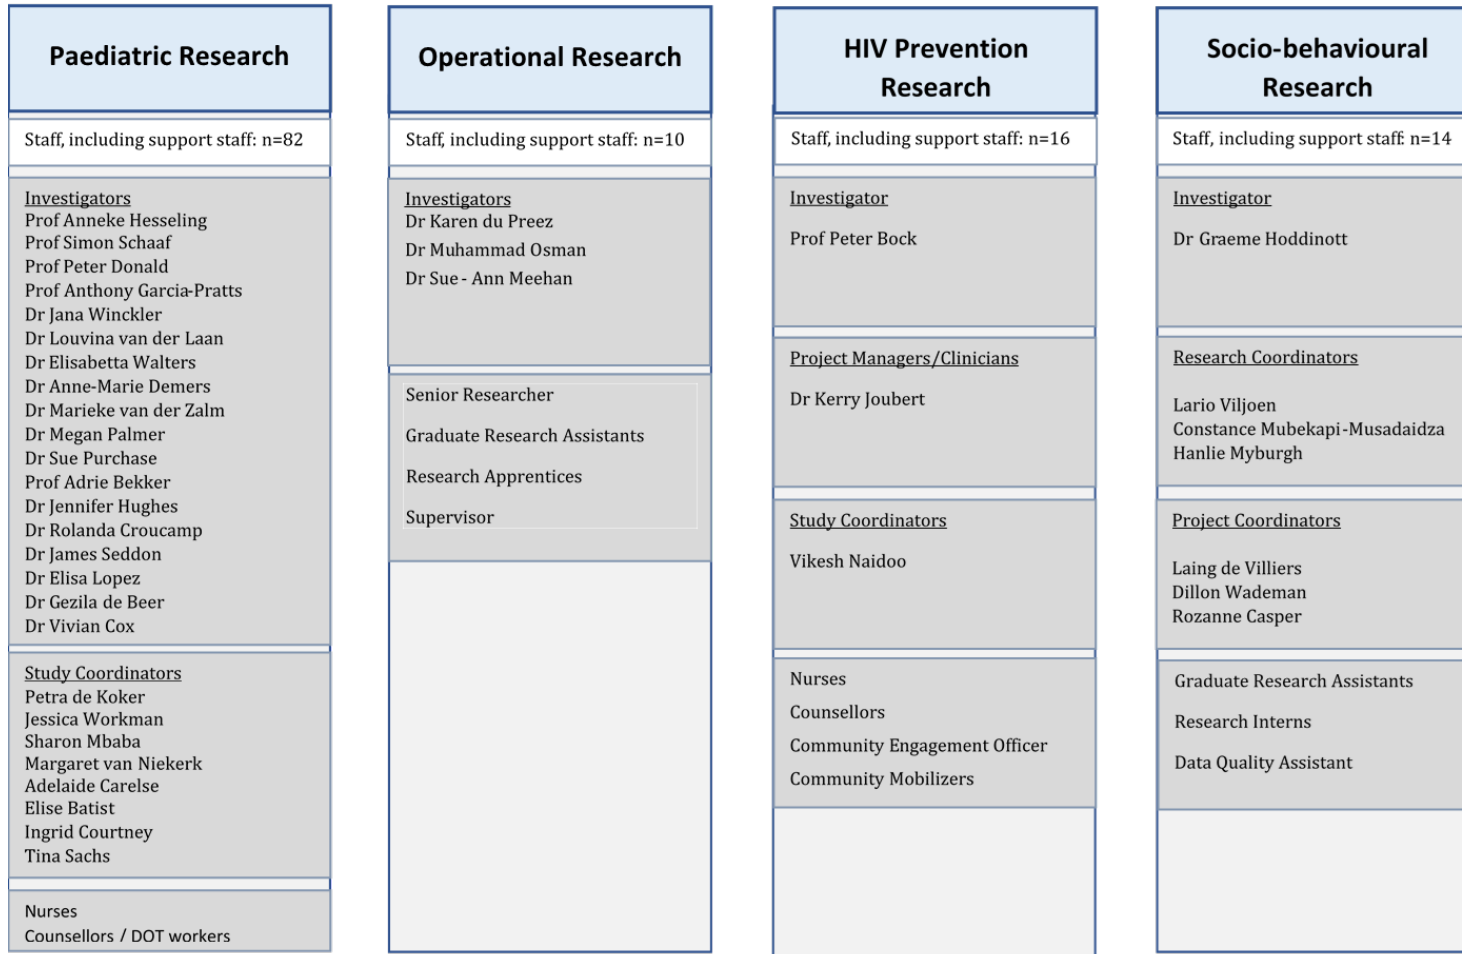 Paediatric Research
Staff, including support staff: n=82
Investigators
Prof Anneke Hesseling
Prof Simon Schaaf
Prof Peter Donald
Prof Anthony Garcia-Pratts
Dr Jana Winckler
Dr Louvina van der Laan
Dr Elisabetta Walters
Dr Anne-Marie Demers
Dr Marieke van der Zalm
Dr Megan Palmer
Dr Sue Purchase
Prof Adrie Bekker
Dr Jennifer Hughes
Dr Rolanda Croucamp
Dr James Seddon
Dr Elisa Lopez
Dr Gezila de Beer
Dr Vivian Cox
Study Coordinators
Petra de Koker
Jessica Workman
Sharon Mbaba
Margaret van Niekerk
Adelaide Carelse
Elise Batist
Ingrid Courtney
Tina Sachs
Nurses
Counsellors / DOT workers
Operational Research
Staff, including support staff: n=10
Investigators
Dr Karen du Preez
Dr Muhammad Osman
Dr Sue - Ann Meehan
Senior Researcher
Graduate Research Assistants
Research Apprentices
Supervisor
HIV Prevention
Research
Staff, including support staff: n=16
Investigator
Prof Peter Bock
Project Managers/Clinicians
Dr Kerry Joubert
Study Coordinators
Vikesh Naidoo
Nurses
Counsellors
Community Engagement Officer
Community Mobilizers
Socio-behavioural
Research
Staff, including support staff: n=14
Investigator
Dr Graeme Hoddinott
Research Coordinators
Lario Viljoen
Constance Mubekapi-Musadaidza
Hanlie Myburgh
Project Coordinators
Laing de Villiers
Dillon Wademan
Rozanne Casper
Graduate Research Assistants
Research Interns
Data Quality Assistant